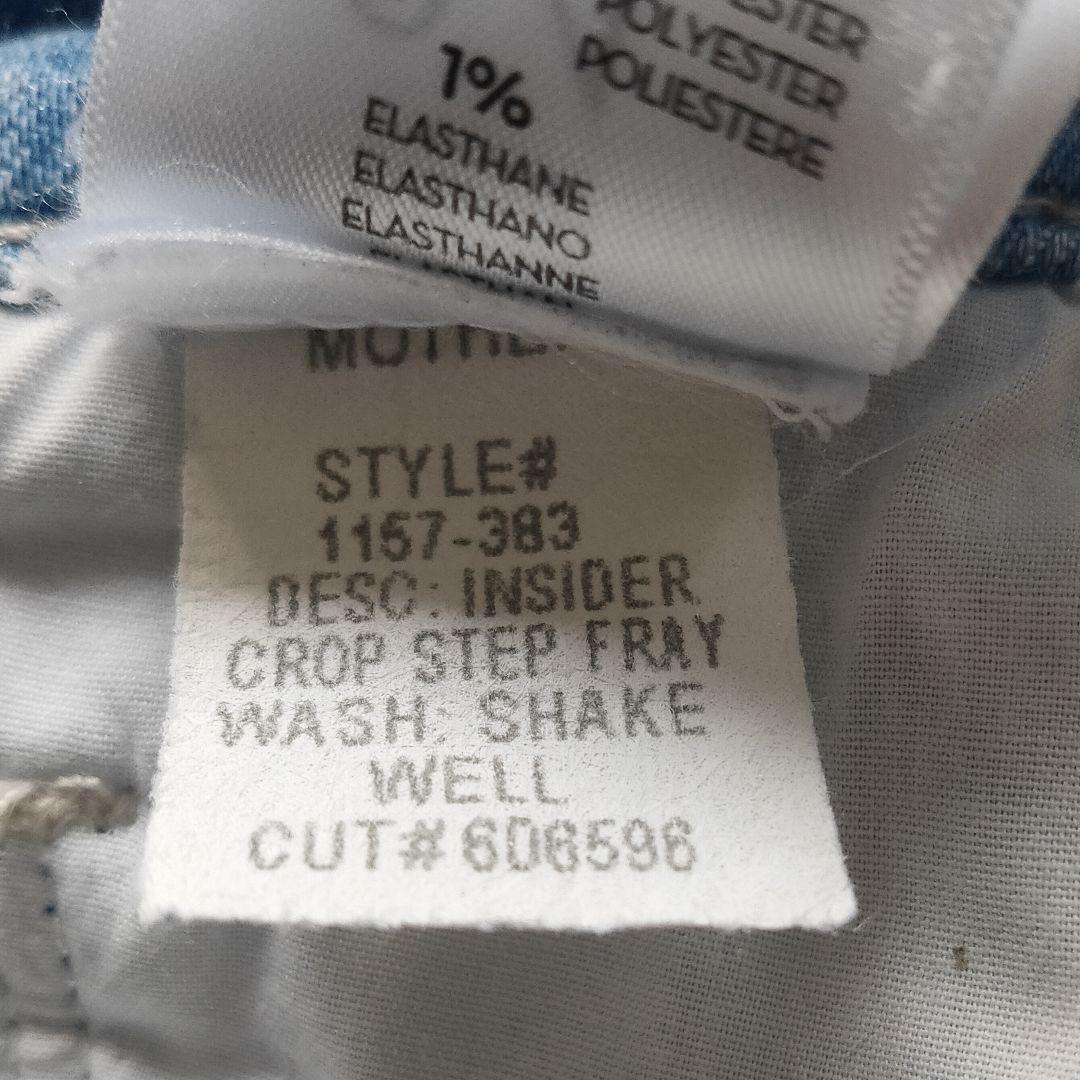 POLYESTER
POLIESTERE
1%
ELASTHANE
ELASTHANO
ELASTHANNE
STYLE#
1157-383
DESC: INSIDER
CROP STEP FRAY
WASH: SHAKE
WELL
CUT# 606596